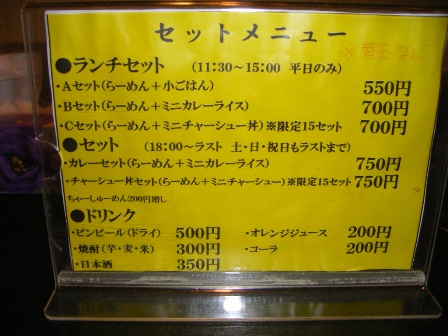 セットメニュー
※替玉なし
●ランチセット (11:30~15:00 平日のみ)
・Aセット(らーめん+小ごはん) 550円
・Bセット(らーめん+ミニカレーライス) 700円
・Cセット(らーめん+ミニチャーシュー丼)※限定15セット 700円
●セット (18:00~ラスト 土・日・祝日もラストまで)
・カレーセット(らーめん+ミニカレーライス) 750円
・チャーシュー丼セット(らーめん+ミニチャーシュー)※限定15セット 750円
ちゃーしゅーめん200円増し
●ドリンク
・ビンビール(ドライ) 500円 ・オレンジジュース 200円
・焼酎(芋・麦・米) 300円 ・コーラ 200円
・日本酒 350円